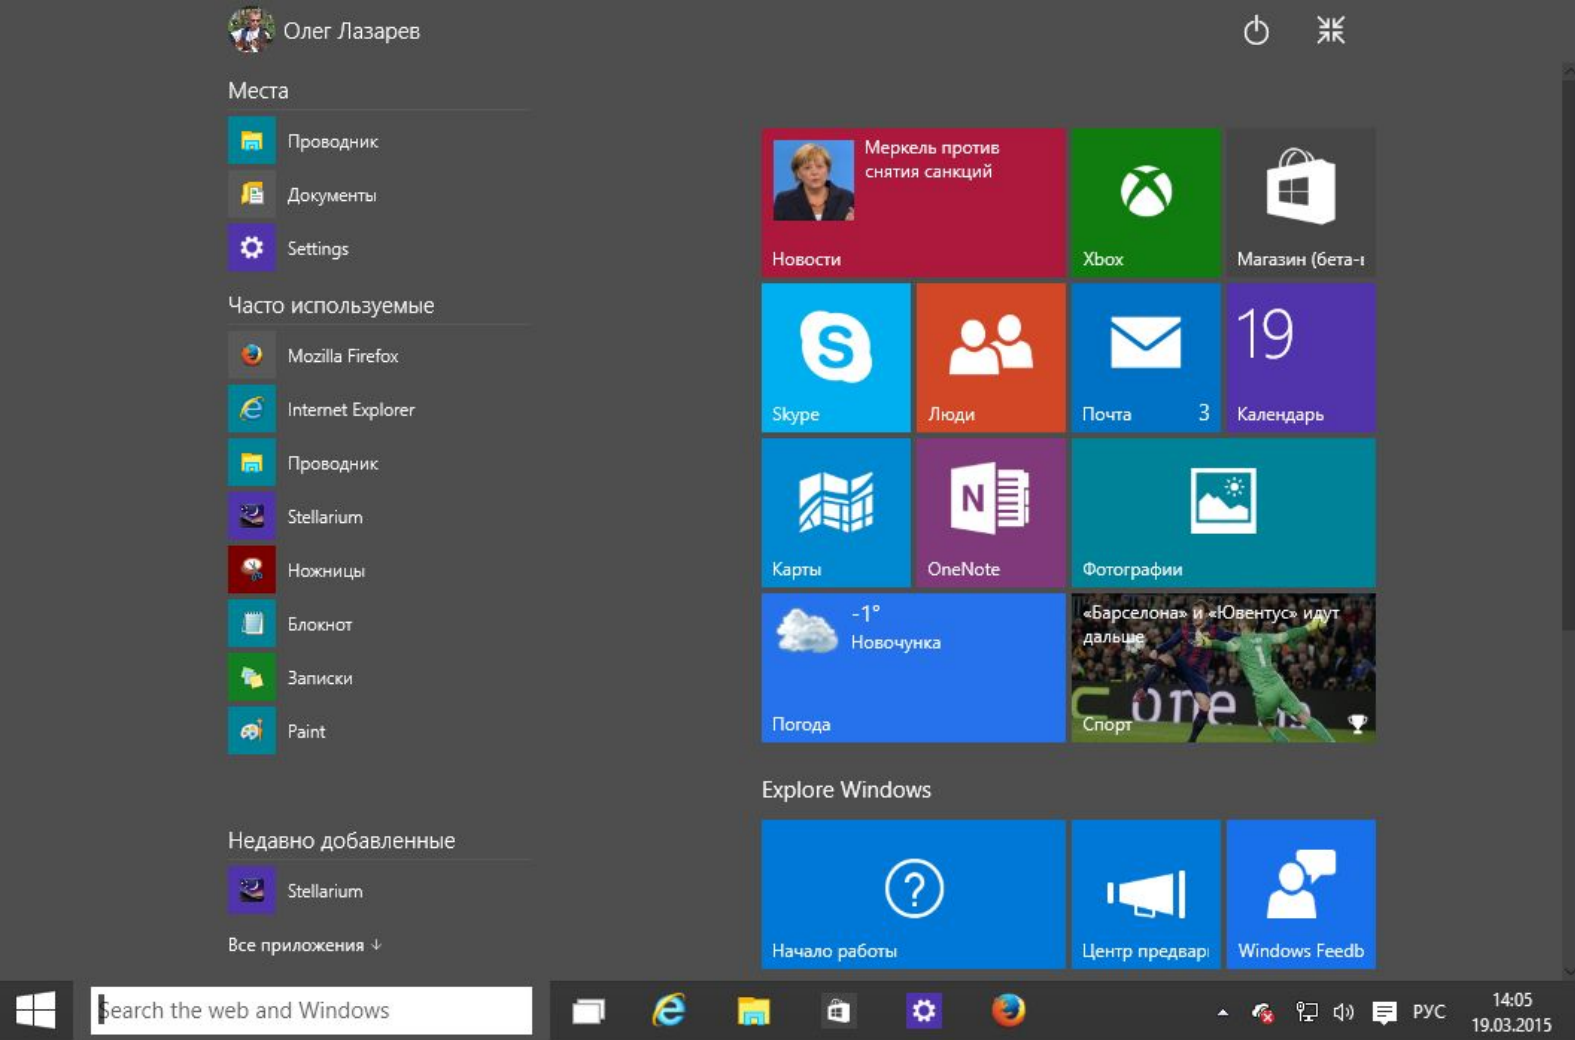 Олег Лазарев
Места
Проводник
Документы
Settings
Часто используемые
Mozilla Firefox
Internet Explorer
Проводник
Stellarium
Ножницы
Блокнот
Записки
Paint
Недавно добавленные
Stellarium
Все приложения ↓
Меркель против
снятия санкций
Новости
Xbox
Магазин (бета-в
Skype
Люди
Почта 3
19
Календарь
Карты
N
OneNote
Фотографии
-1°
Новочунка
Погода
«Барселона» и «Ювентус» идут
дальше
Спорт
Explore Windows
?
Начало работы
Центр предвар
Windows Feedb
Search the web and Windows
РУС
14:05
19.03.2015